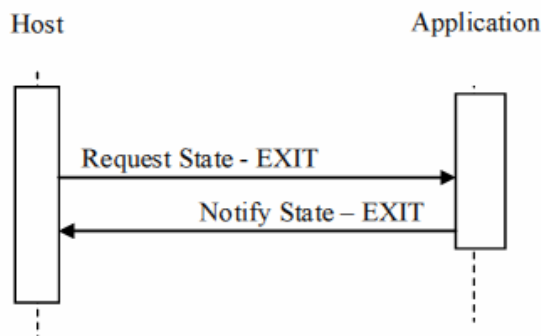 Host
Application
Request State - EXIT
Notify State – EXIT